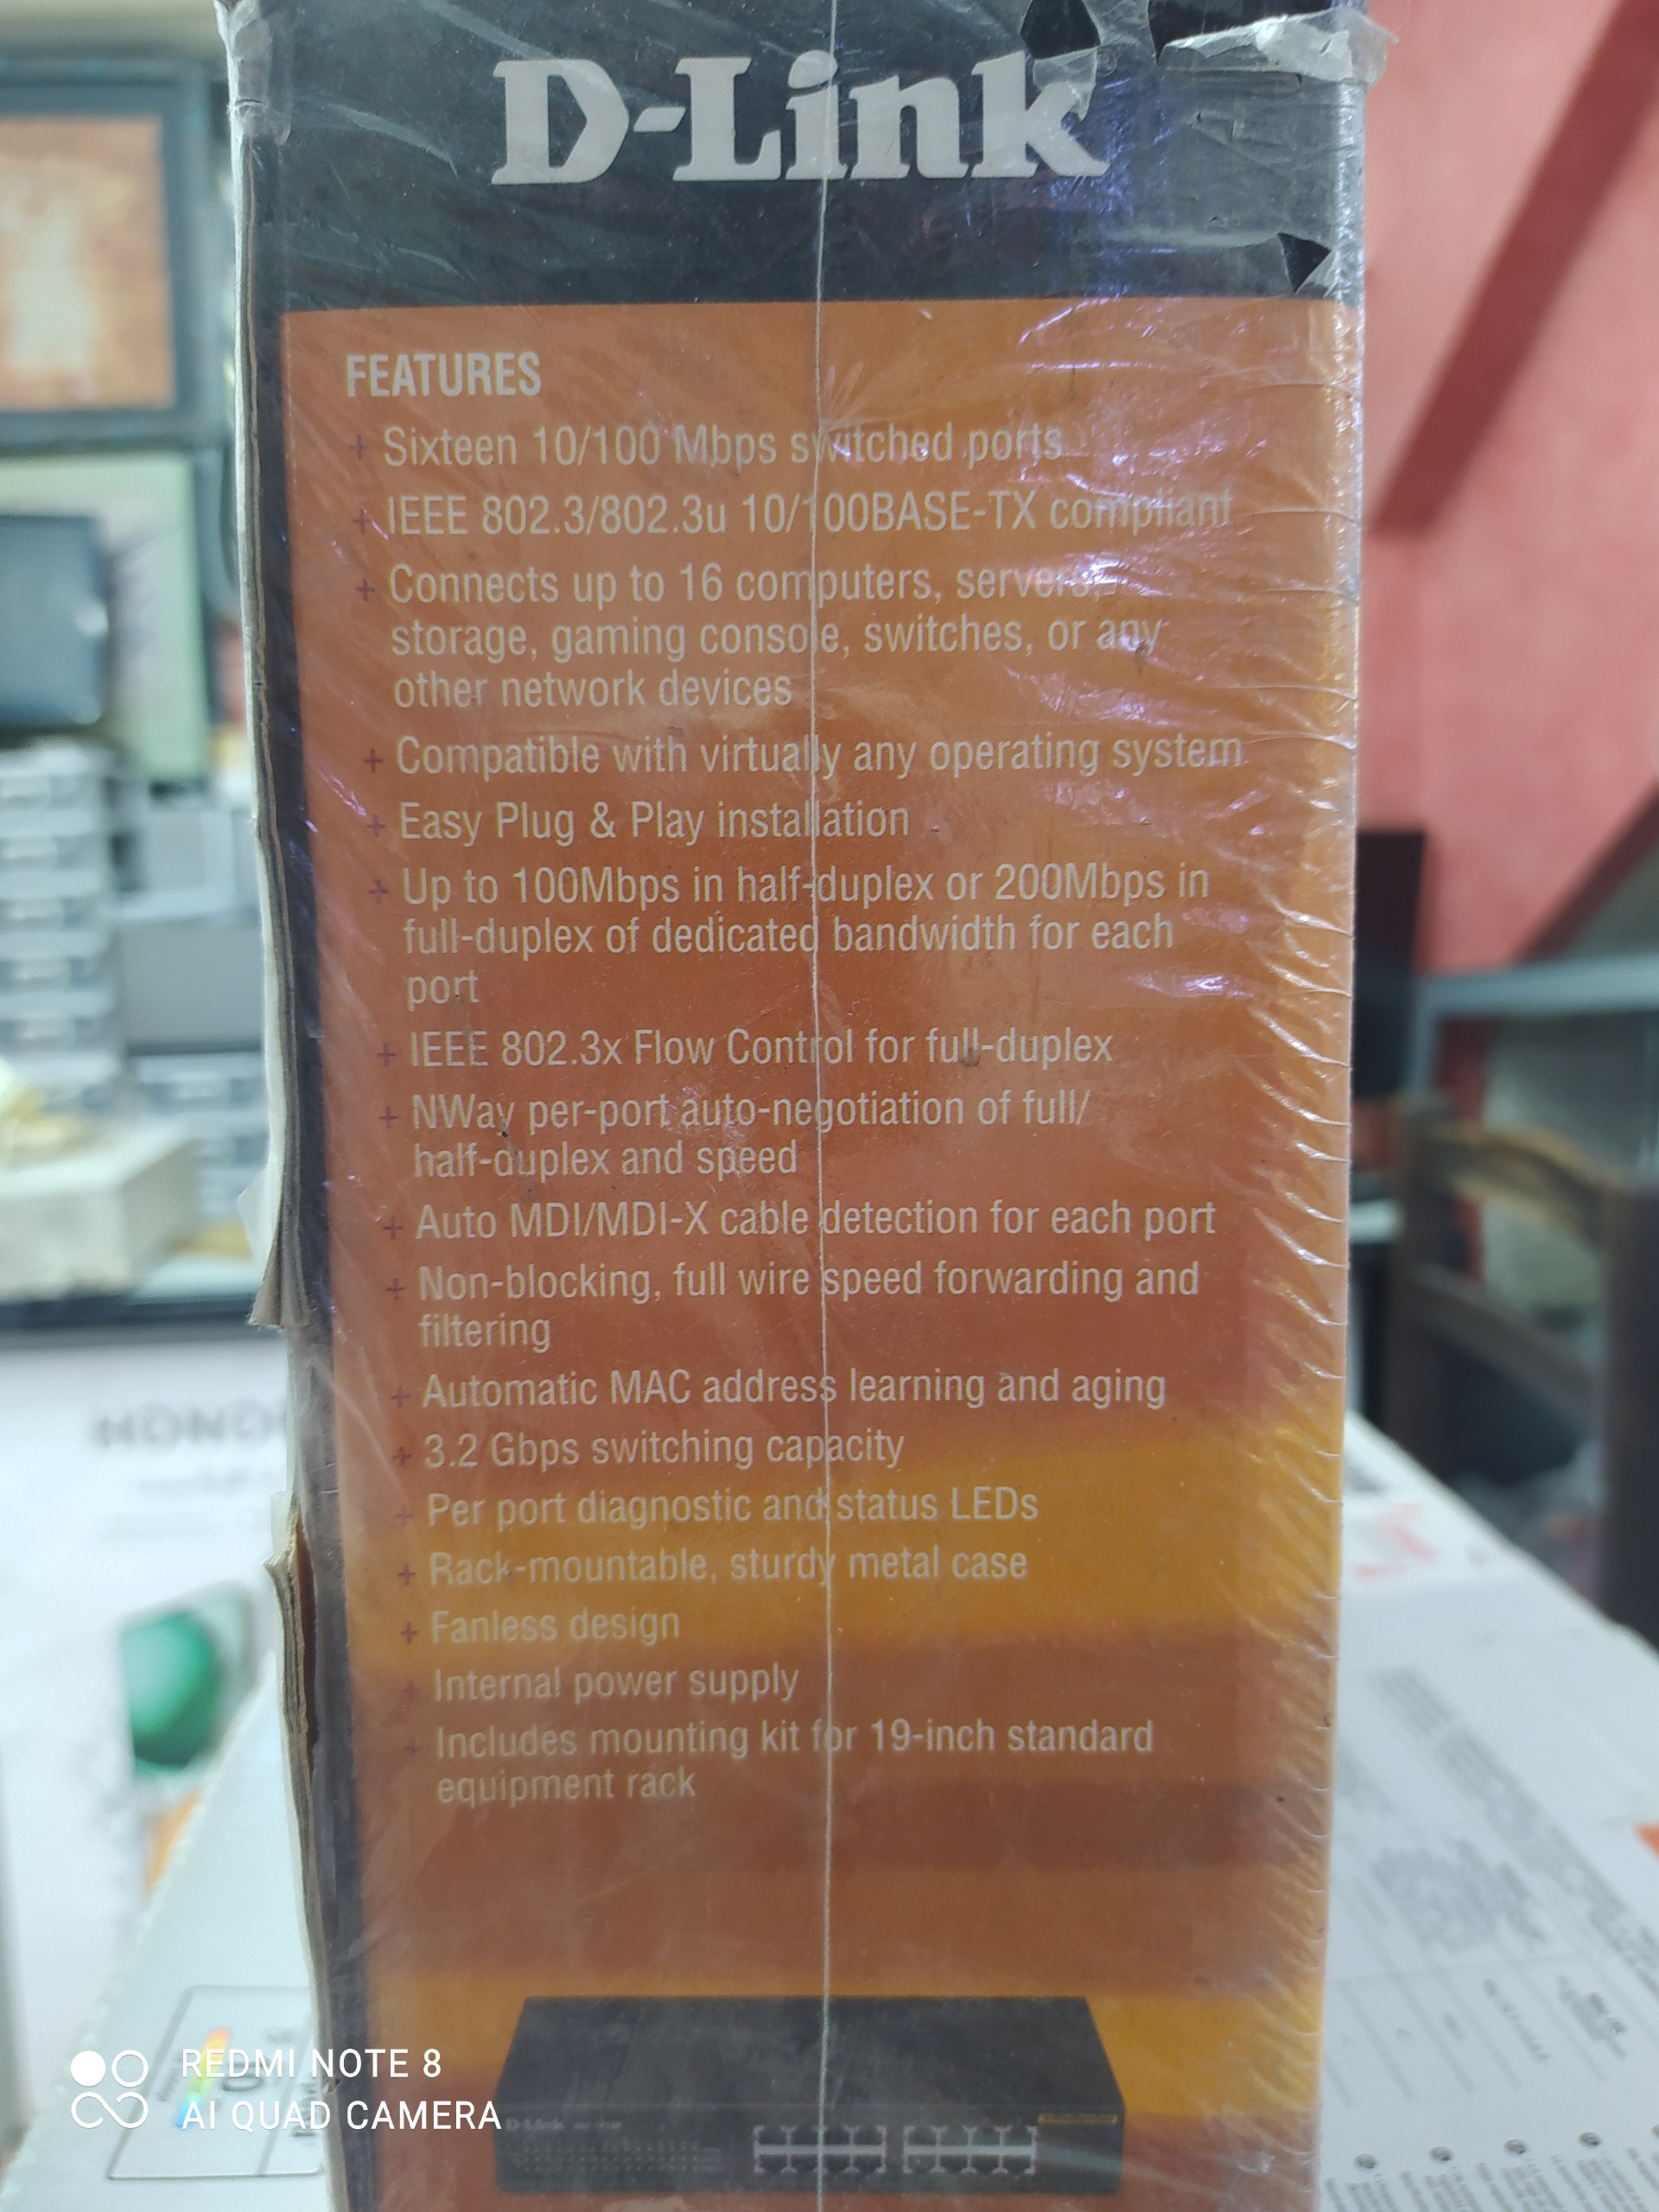 D-Link
FEATURES
+ Sixteen 10/100 Mbps switched ports
+ IEEE 802.3/802.3u 10/100BASE-TX compliant
+ Connects up to 16 computers, servers,
storage, gaming console, switches, or any
other network devices
+ Compatible with virtually any operating system
+ Easy Plug & Play installation
+ Up to 100Mbps in half-duplex or 200Mbps in
full-duplex of dedicated bandwidth for each
port
+ IEEE 802.3x Flow Control for full-duplex
+ NWay per-port auto-negotiation of full/
half-duplex and speed
+ Auto MDI/MDI-X cable detection for each port
+ Non-blocking, full wire speed forwarding and
filtering
+ Automatic MAC address learning and aging
+ 3.2 Gbps switching capacity
+ Per port diagnostic and status LEDs
+ Rack-mountable, sturdy metal case
+ Fanless design
+ Internal power supply
+ Includes mounting kit for 19-inch standard
equipment rack
D-Link
REDMI NOTE 8
AI QUAD CAMERA